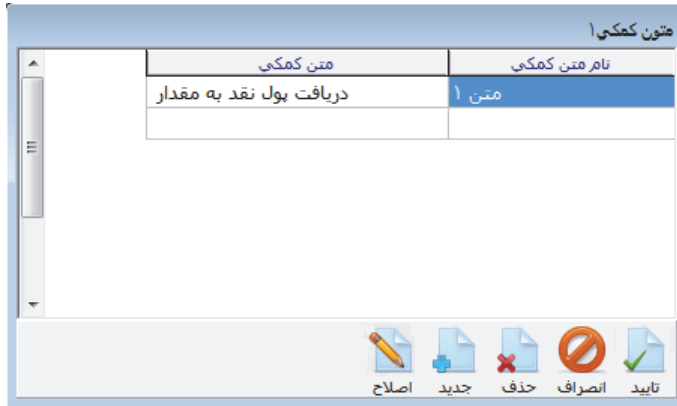 متون کمکی۱
نام متن کمکی	متن کمکی
متن ۱	دریافت پول نقد به مقدار
تایید	انصراف	حذف	جدید	اصلاح